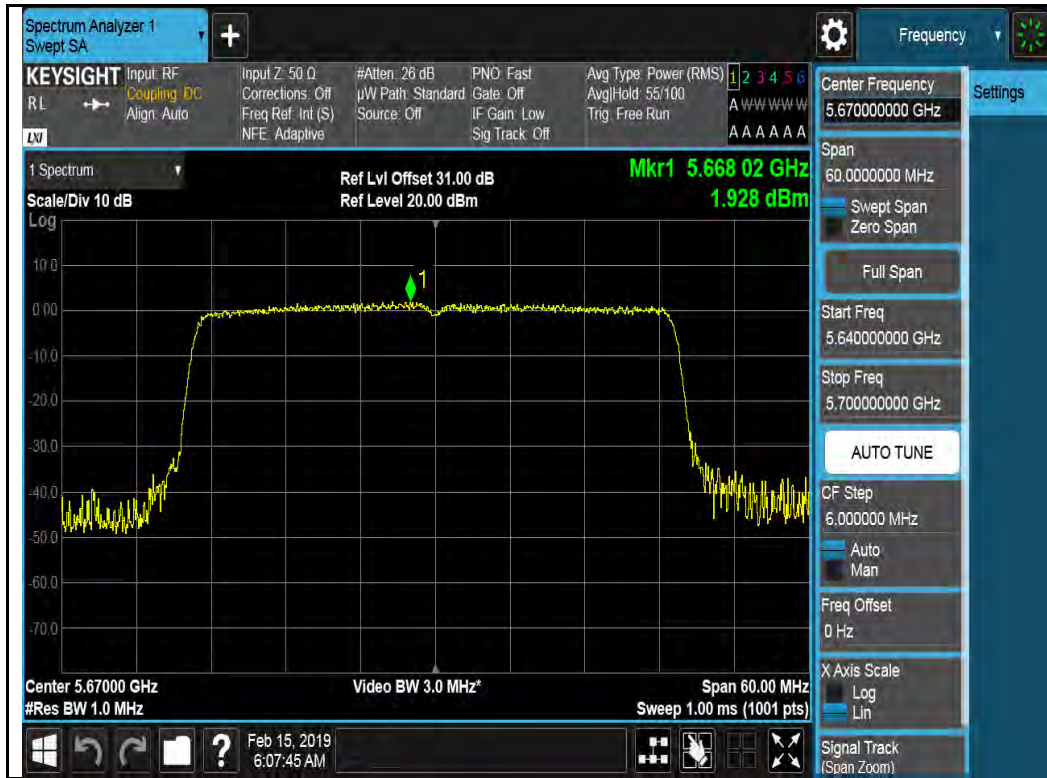 Spectrum Analyzer 1
Swept SA
+
Frequency
KEYSIGHT
RL
LXI
Input: RF
Coupling: DC
Align: Auto
Input Z: 50 Ω
Corrections: Off
Freq Ref: Int (S)
NFE: Adaptive
#Atten: 26 dB
µW Path: Standard
Source: Off
PNO: Fast
Gate: Off
IF Gain: Low
Sig Track: Off
Avg Type: Power (RMS)
Avg|Hold: 55/100
Trig: Free Run
1 2 3 4 5 6
A W W W W W
A A A A A A
1 Spectrum
Scale/Div 10 dB
Log
Ref Lvl Offset 31.00 dB
Ref Level 20.00 dBm
Mkr1 5.668 02 GHz
1.928 dBm
1
10.0
0.00
-10.0
-20.0
-30.0
-40.0
-50.0
-60.0
-70.0
Center 5.67000 GHz
#Res BW 1.0 MHz
Video BW 3.0 MHz*
Span 60.00 MHz
Sweep 1.00 ms (1001 pts)
Center Frequency
5.670000000 GHz
Span
60.0000000 MHz
Swept Span
Zero Span
Full Span
Start Freq
5.640000000 GHz
Stop Freq
5.700000000 GHz
AUTO TUNE
CF Step
6.000000 MHz
Auto
Man
Freq Offset
0 Hz
X Axis Scale
Log
Lin
Signal Track
(Span Zoom)
Settings
?
Feb 15, 2019
6:07:45 AM